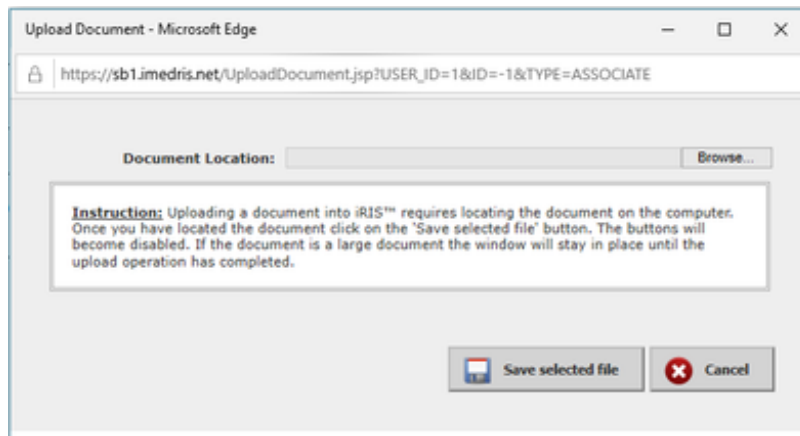 Upload Document - Microsoft Edge
https://sb1.imedris.net/UploadDocument.jsp?USER_ID=1&ID=-1&TYPE=ASSOCIATE
Document Location: Browse...
Instruction: Uploading a document into iRIS™ requires locating the document on the computer.
Once you have located the document click on the 'Save selected file' button. The buttons will
become disabled. If the document is a large document the window will stay in place until the
upload operation has completed.
Save selected file Cancel